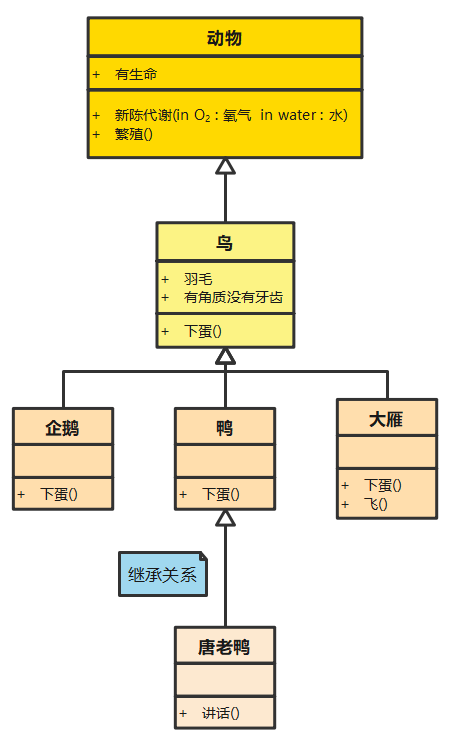 动物
+ 有生命
+ 新陈代谢(in O₂ : 氧气 in water : 水)
+ 繁殖()
鸟
+ 羽毛
+ 有角质没有牙齿
+ 下蛋()
企鹅
+ 下蛋()
鸭
+ 下蛋()
大雁
+ 下蛋()
+ 飞()
继承关系
唐老鸭
+ 讲话()